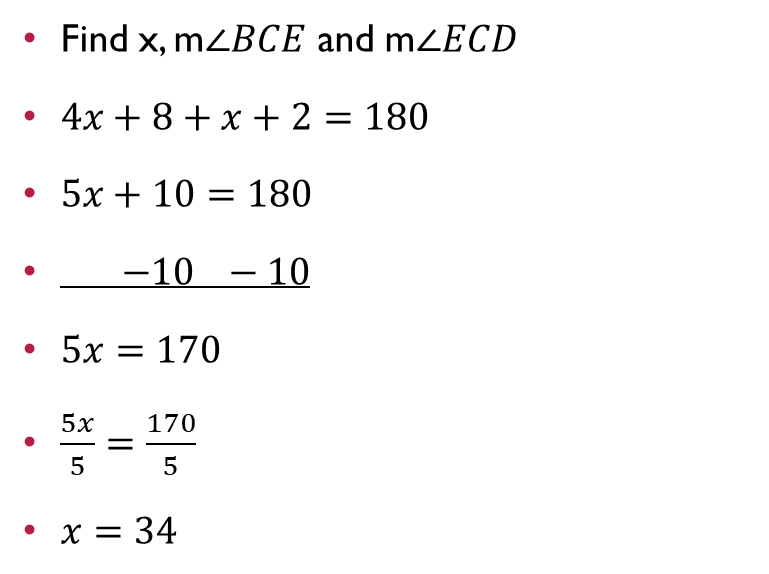 • Find x, m∠BCE and m∠ECD
• 4x + 8 + x + 2 = 180
• 5x + 10 = 180
• −10 − 10
• 5x = 170
• 5x/5 = 170/5
• x = 34